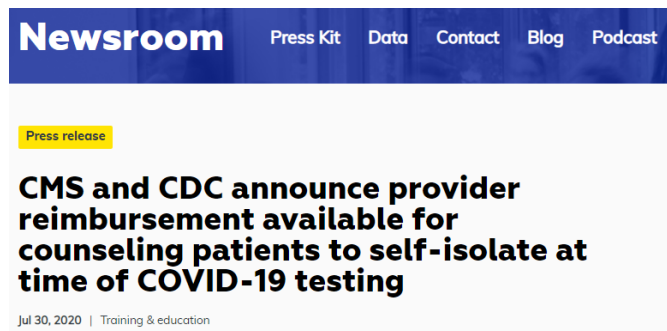 Newsroom Press Kit Data Contact Blog Podcast
Press release
CMS and CDC announce provider
reimbursement available for
counseling patients to self-isolate at
time of COVID-19 testing
Jul 30, 2020 | Training & education